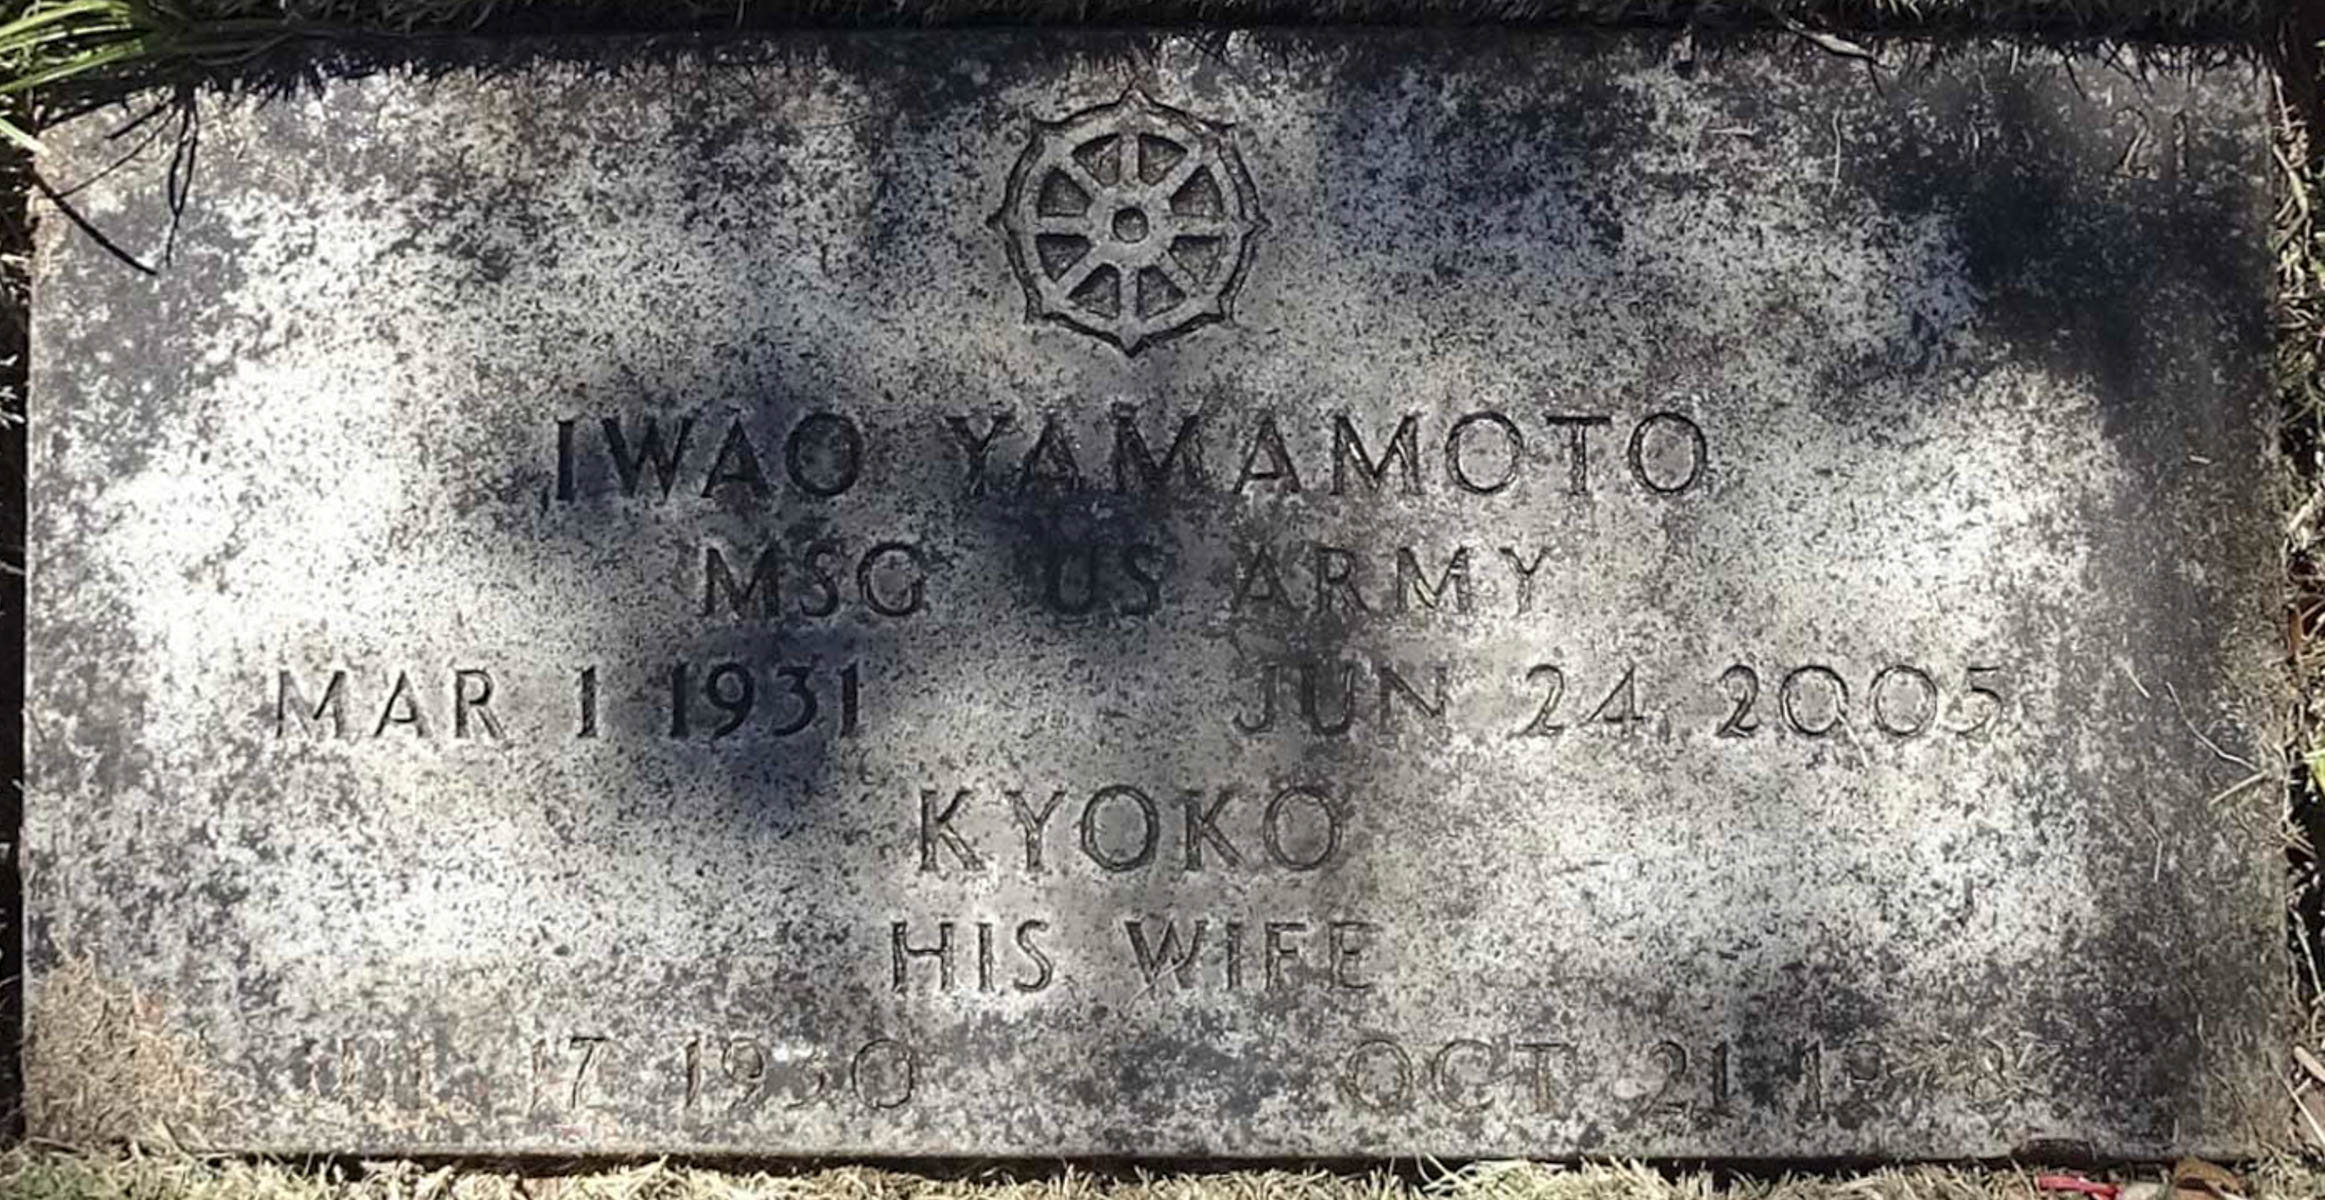 21
IWAO YAMAMOTO
MSG US ARMY
MAR 1 1931 JUN 24 2005
KYOKO
HIS WIFE
17 1930 OCT 21